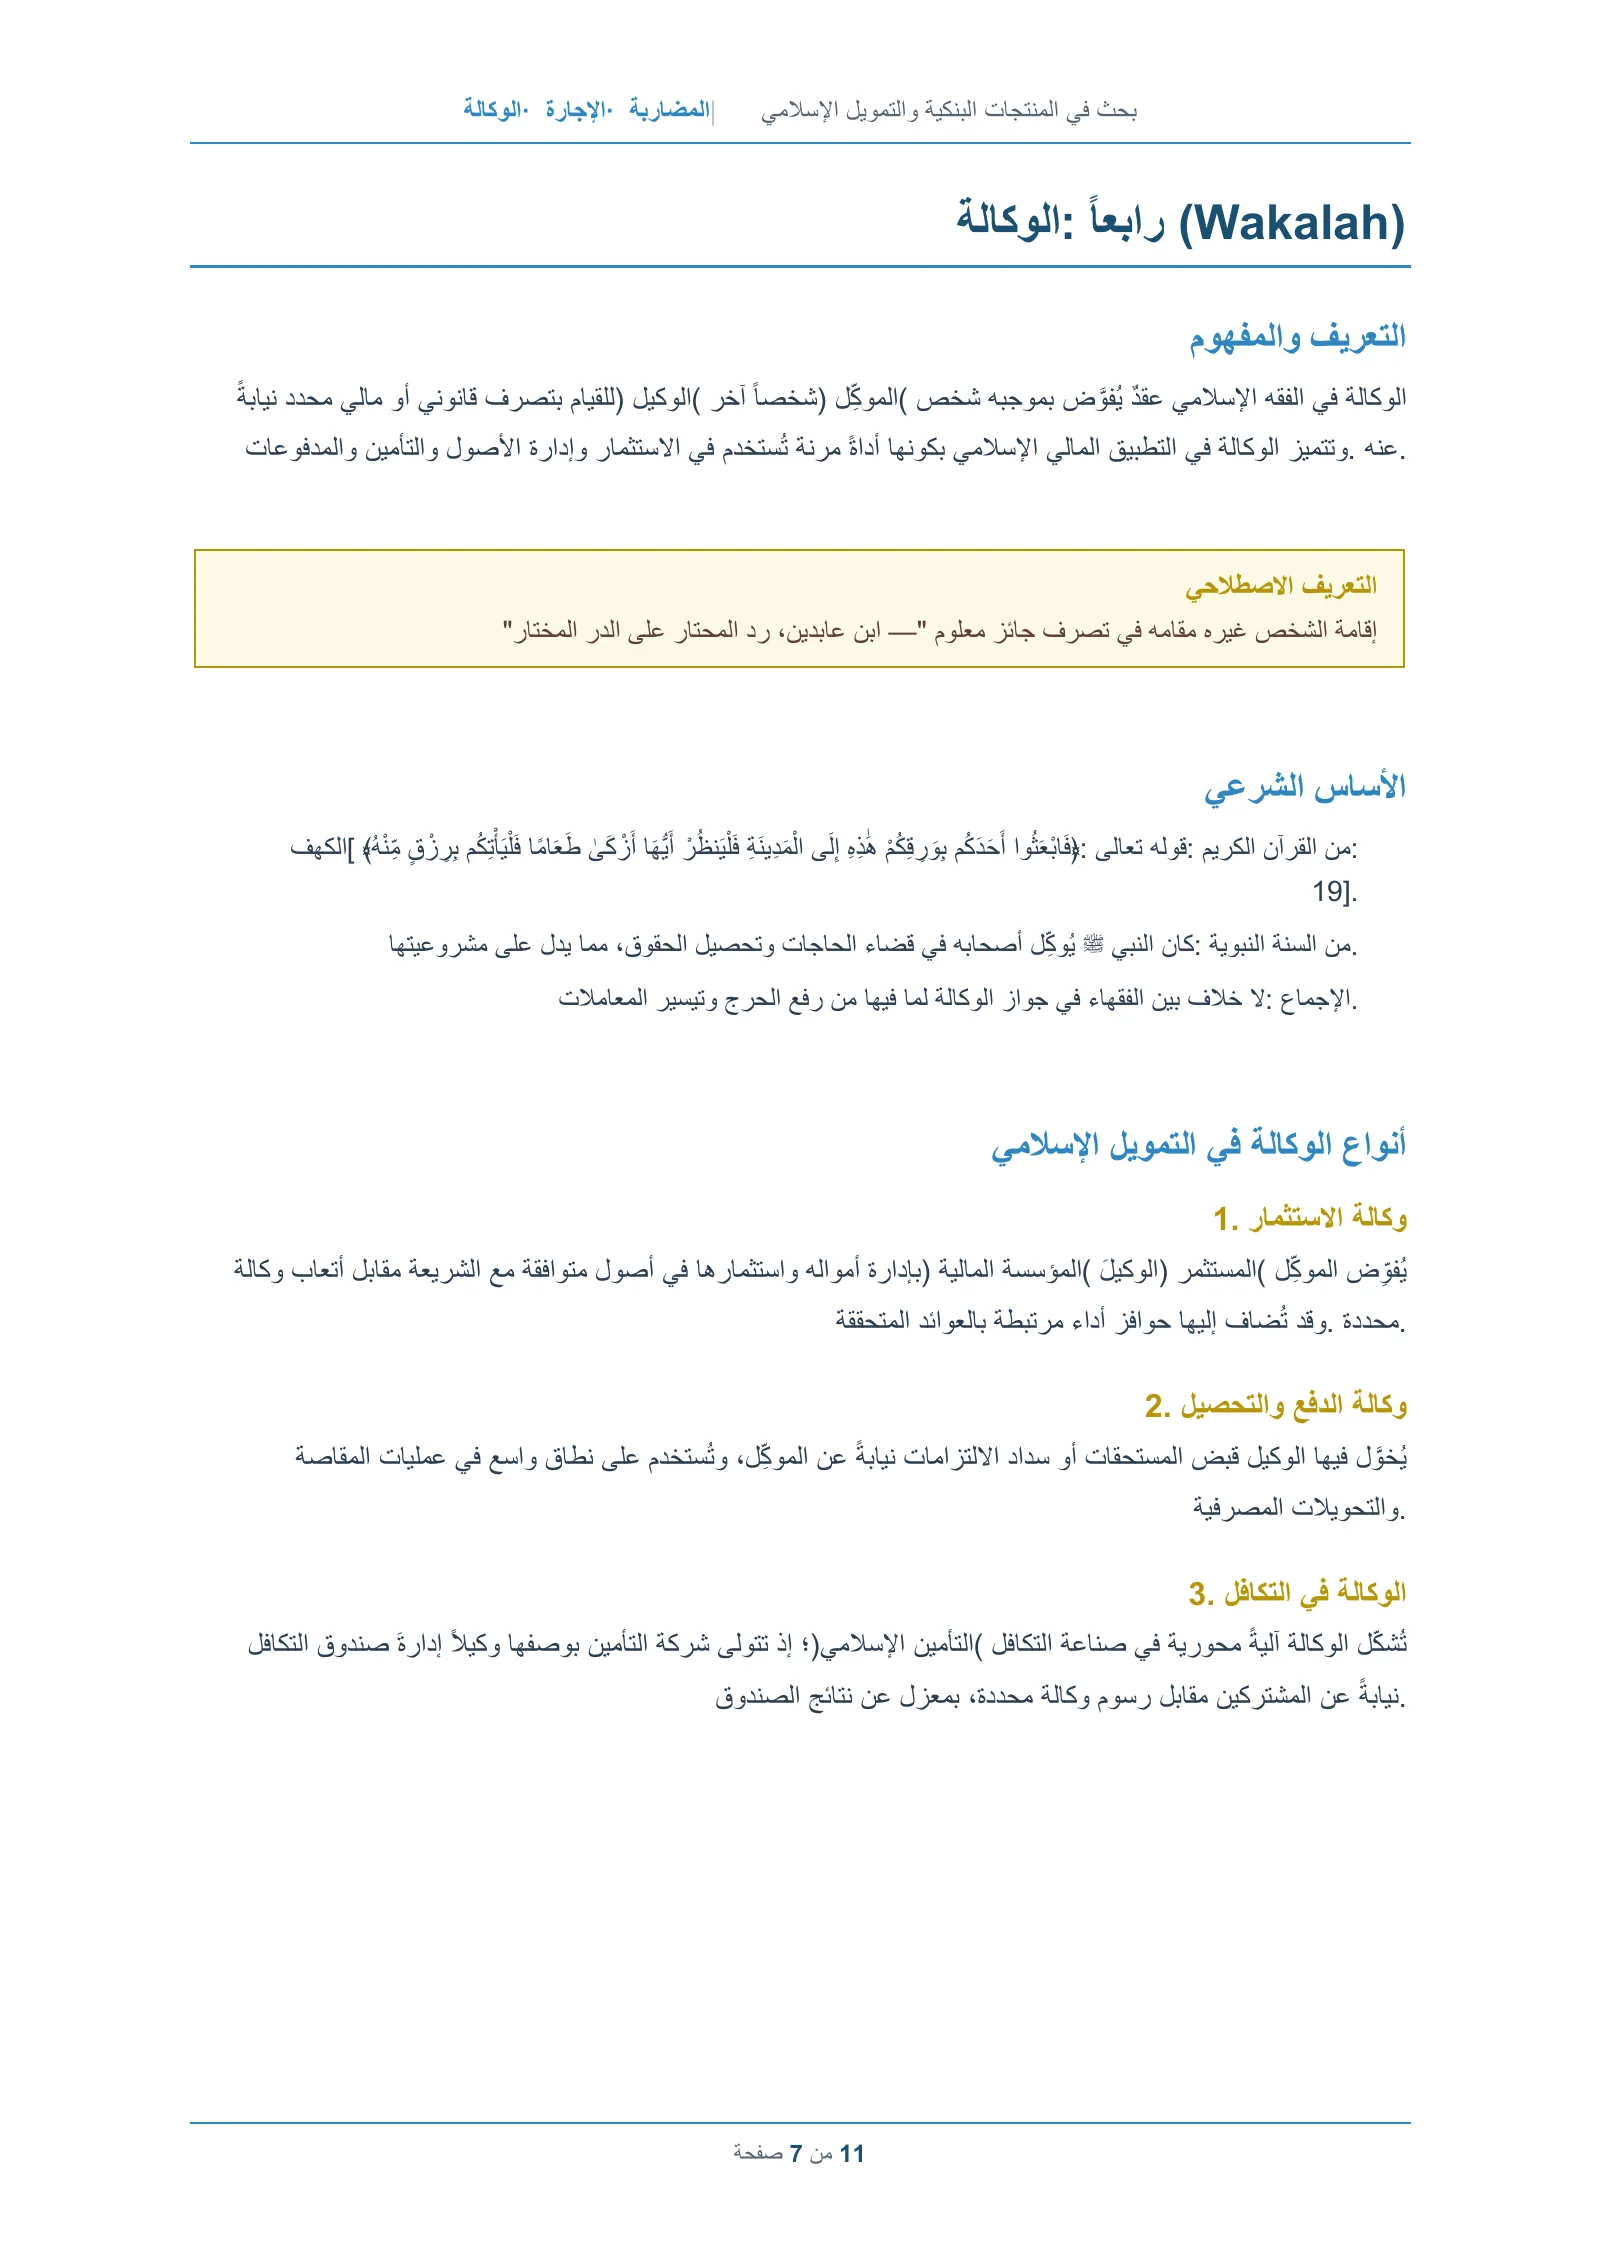 بحث في المنتجات البنكية والتمويل الإسلامي | المضاربة · الإجارة · الوكالة
رابعاً: الوكالة (Wakalah)
التعريف والمفهوم
الوكالة في الفقه الإسلامي عقدٌ يُفوَّض بموجبه شخص (الموكِّل) شخصاً آخر (الوكيل) للقيام بتصرف قانوني أو مالي محدد نيابةً
عنه. وتتميز الوكالة في التطبيق المالي الإسلامي بكونها أداةً مرنة تُستخدم في الاستثمار وإدارة الأصول والتأمين والمدفوعات.
التعريف الاصطلاحي
"إقامة الشخص غيره مقامه في تصرف جائز معلوم" — ابن عابدين، رد المحتار على الدر المختار
الأساس الشرعي
من القرآن الكريم: قوله تعالى: ﴿فَابْعَثُوا أَحَدَكُم بِوَرِقِكُمْ هَٰذِهِ إِلَى الْمَدِينَةِ فَلْيَنظُرْ أَيُّهَا أَزْكَىٰ طَعَامًا فَلْيَأْتِكُم بِرِزْقٍ مِّنْهُ﴾ [الكهف:
19].
من السنة النبوية: كان النبي ﷺ يُوكِّل أصحابه في قضاء الحاجات وتحصيل الحقوق، مما يدل على مشروعيتها.
الإجماع: لا خلاف بين الفقهاء في جواز الوكالة لما فيها من رفع الحرج وتيسير المعاملات.
أنواع الوكالة في التمويل الإسلامي
1. وكالة الاستثمار
يُفوِّض الموكِّل (المستثمر) الوكيلَ (المؤسسة المالية) بإدارة أمواله واستثمارها في أصول متوافقة مع الشريعة مقابل أتعاب وكالة
محددة. وقد تُضاف إليها حوافز أداء مرتبطة بالعوائد المتحققة.
2. وكالة الدفع والتحصيل
يُخوَّل فيها الوكيل قبض المستحقات أو سداد الالتزامات نيابةً عن الموكِّل، وتُستخدم على نطاق واسع في عمليات المقاصة
والتحويلات المصرفية.
3. الوكالة في التكافل
تُشكِّل الوكالة آليةً محورية في صناعة التكافل (التأمين الإسلامي)؛ إذ تتولى شركة التأمين بوصفها وكيلاً إدارةَ صندوق التكافل
نيابةً عن المشتركين مقابل رسوم وكالة محددة، بمعزل عن نتائج الصندوق.
صفحة 7 من 11